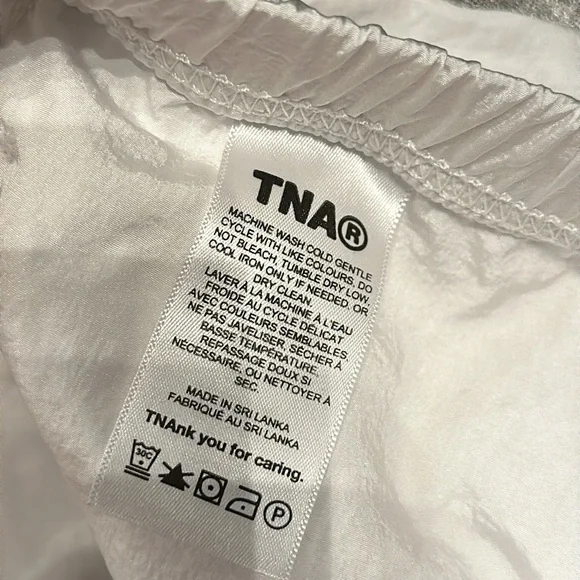 TNA®
MACHINE WASH COLD GENTLE
CYCLE WITH LIKE COLOURS. DO
NOT BLEACH, TUMBLE DRY LOW.
COOL IRON ONLY IF NEEDED. OR
DRY CLEAN.
LAVER À LA MACHINE À L'EAU
FROIDE AU CYCLE DÉLICAT
AVEC COULEURS SEMBLABLES.
NE PAS JAVELISER, SÉCHER À
BASSE TEMPÉRATURE.
REPASSAGE DOUX SI
NÉCESSAIRE, OU NETTOYER À
SEC.
MADE IN SRI LANKA
FABRIQUÉ AU SRI LANKA
TNAnk you for caring.
30C P